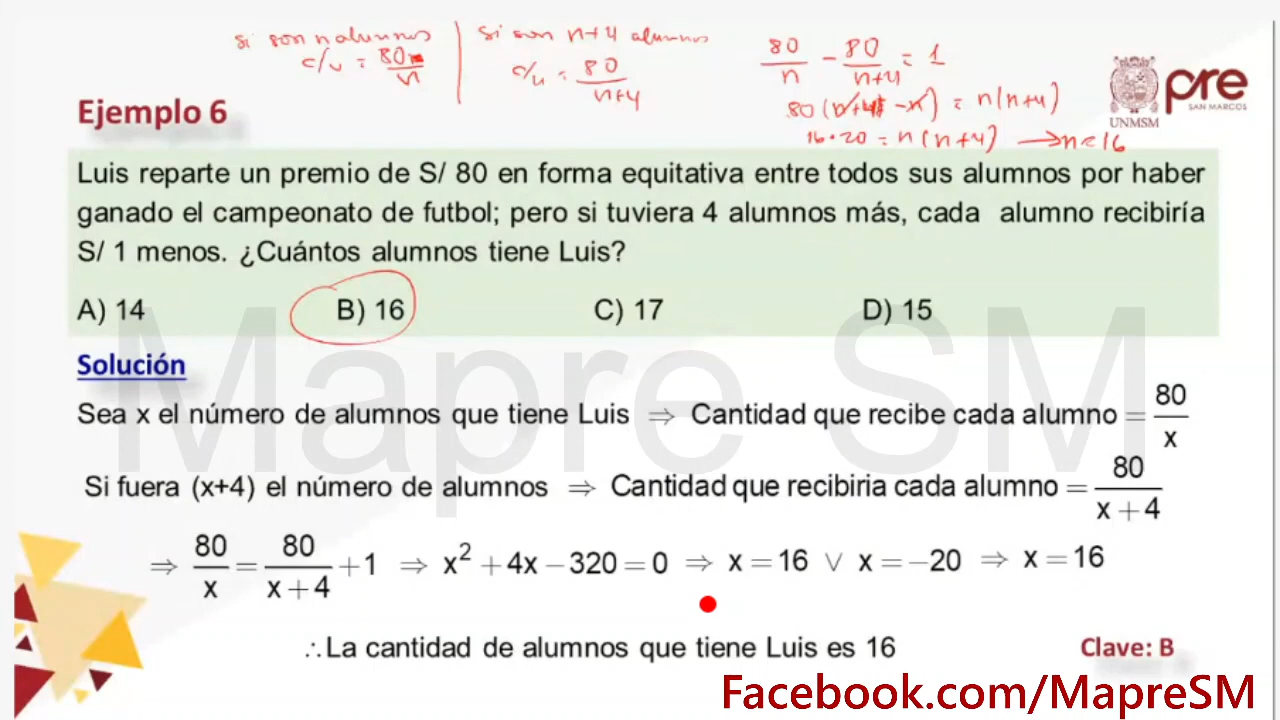 si son n alumnos
c/u = 80/n
si son n+4 alumnos
c/u = 80/n+4
80/n - 80/n+4 = 1
80 (n+4 - n) = n(n+4)
16·20 = n(n+4) → n=16
pre
SAN MARCOS
UNMSM
Ejemplo 6
Luis reparte un premio de S/ 80 en forma equitativa entre todos sus alumnos por haber
ganado el campeonato de futbol; pero si tuviera 4 alumnos más, cada alumno recibiría
S/ 1 menos. ¿Cuántos alumnos tiene Luis?
A) 14 B) 16 C) 17 D) 15
Solución
Sea x el número de alumnos que tiene Luis ⇒ Cantidad que recibe cada alumno = 80/x
Si fuera (x+4) el número de alumnos ⇒ Cantidad que recibiria cada alumno = 80/x + 4
⇒ 80/x = 80/x + 4 + 1 ⇒ x² + 4x − 320 = 0 ⇒ x = 16 ∨ x = −20 ⇒ x = 16
∴ La cantidad de alumnos que tiene Luis es 16
Clave: B
Mapre SM
Facebook.com/MapreSM